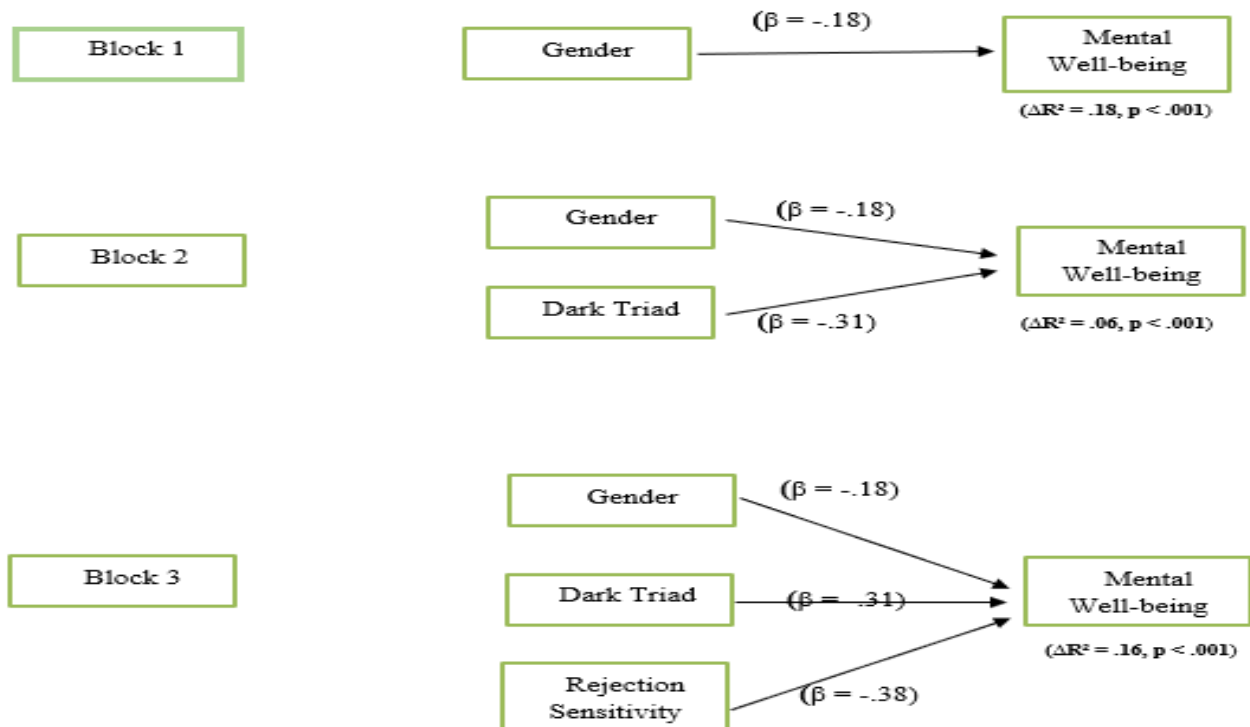 Block 1
Gender
(β = -.18)
Mental
Well-being
(ΔR² = .18, p < .001)
Block 2
Gender
(β = -.18)
Dark Triad
(β = -.31)
Mental
Well-being
(ΔR² = .06, p < .001)
Block 3
Gender
(β = -.18)
Dark Triad
(β = .31)
Rejection
Sensitivity
(β = -.38)
Mental
Well-being
(ΔR² = .16, p < .001)